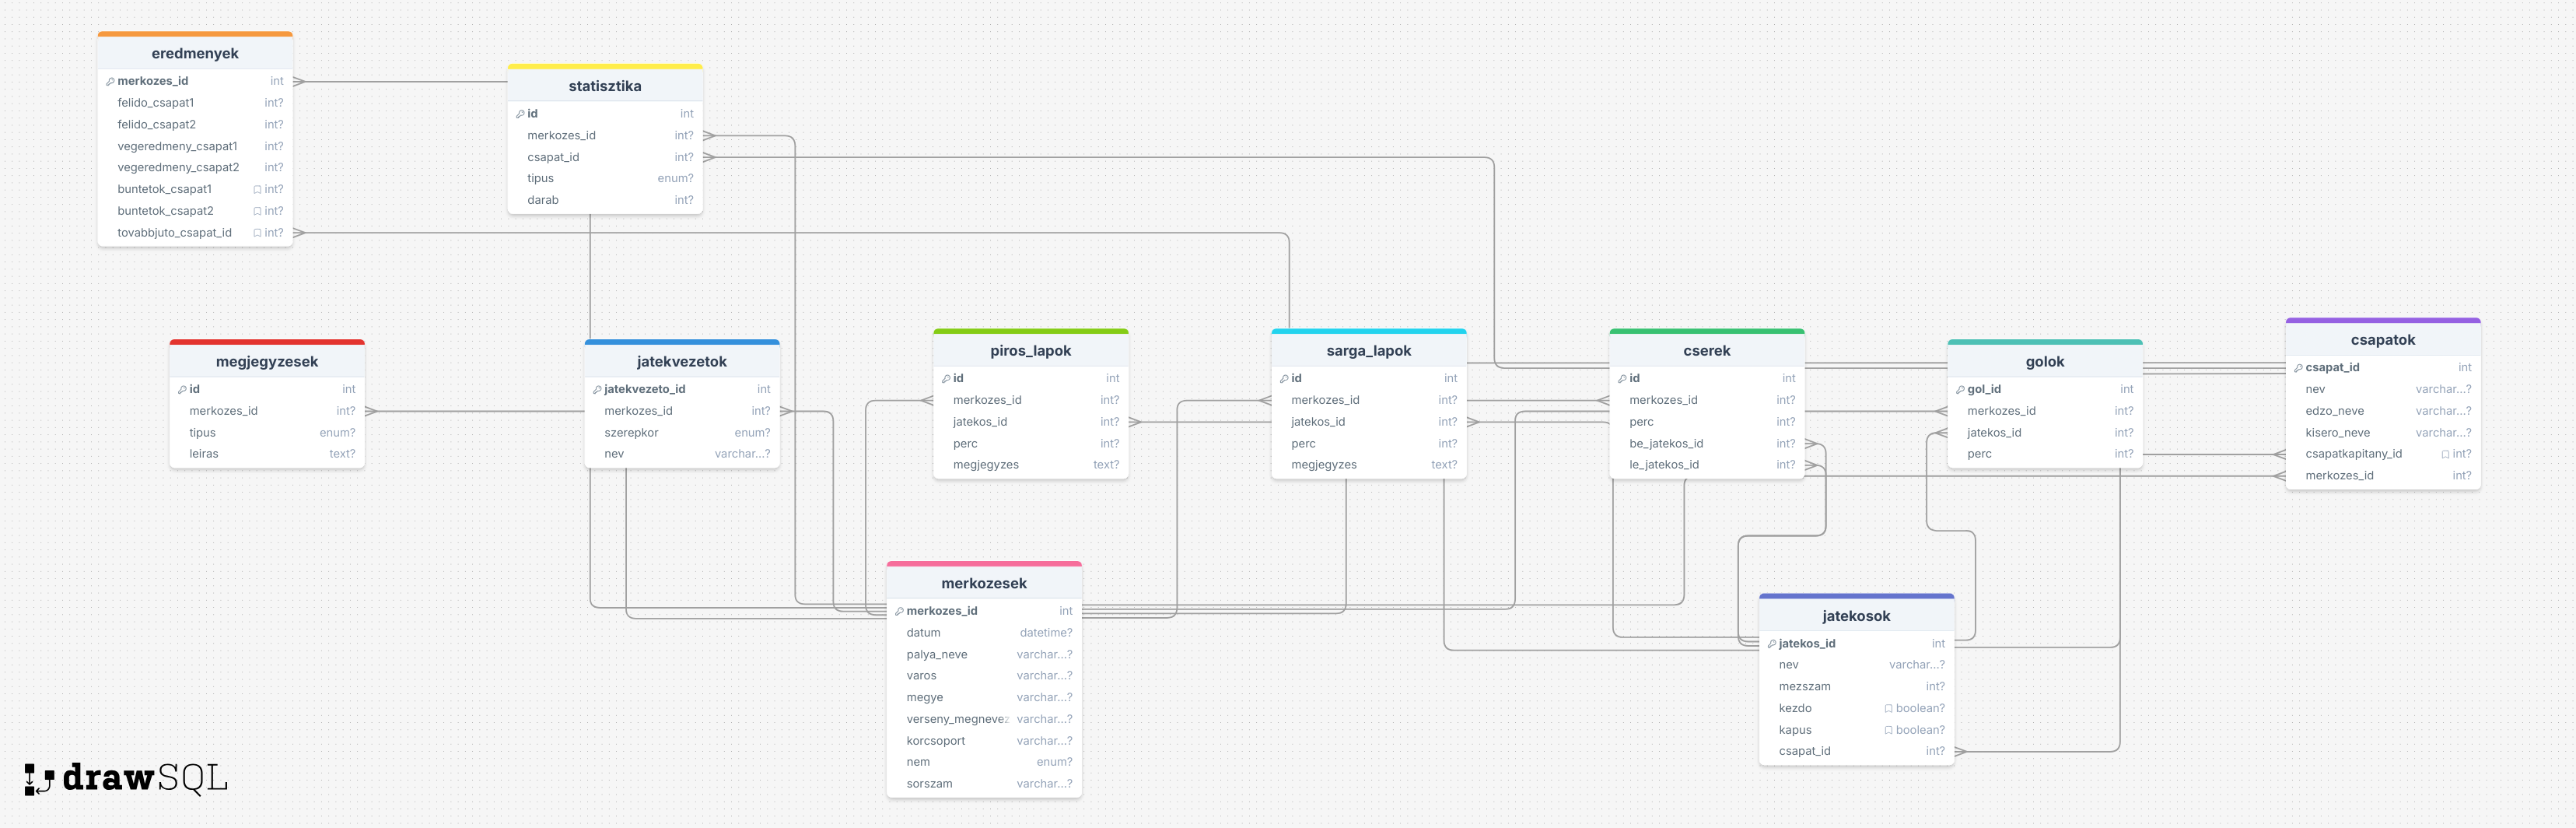 eredmenyek
merkozes_id int
felido_csapat1 int?
felido_csapat2 int?
vegeredmeny_csapat1 int?
vegeredmeny_csapat2 int?
buntetok_csapat1 int?
buntetok_csapat2 int?
tovabbjuto_csapat_id int?
statisztika
id int
merkozes_id int?
csapat_id int?
tipus enum?
darab int?
megjegyzesek
id int
merkozes_id int?
tipus enum?
leiras text?
jatekvezetok
jatekvezeto_id int
merkozes_id int?
szerepkor enum?
nev varchar...?
piros_lapok
id int
merkozes_id int?
jatekos_id int?
perc int?
megjegyzes text?
sarga_lapok
id int
merkozes_id int?
jatekos_id int?
perc int?
megjegyzes text?
cserek
id int
merkozes_id int?
perc int?
be_jatekos_id int?
le_jatekos_id int?
golok
gol_id int
merkozes_id int?
jatekos_id int?
perc int?
csapatok
csapat_id int
nev varchar...?
edzo_neve varchar...?
kisero_neve varchar...?
csapatkapitany_id int?
merkozes_id int?
merkozesek
merkozes_id int
datum datetime?
palya_neve varchar...?
varos varchar...?
megye varchar...?
verseny_megnevez varchar...?
korcsoport varchar...?
nem enum?
sorszam varchar...?
jatekosok
jatekos_id int
nev varchar...?
mezszam int?
kezdo boolean?
kapus boolean?
csapat_id int?
drawSQL